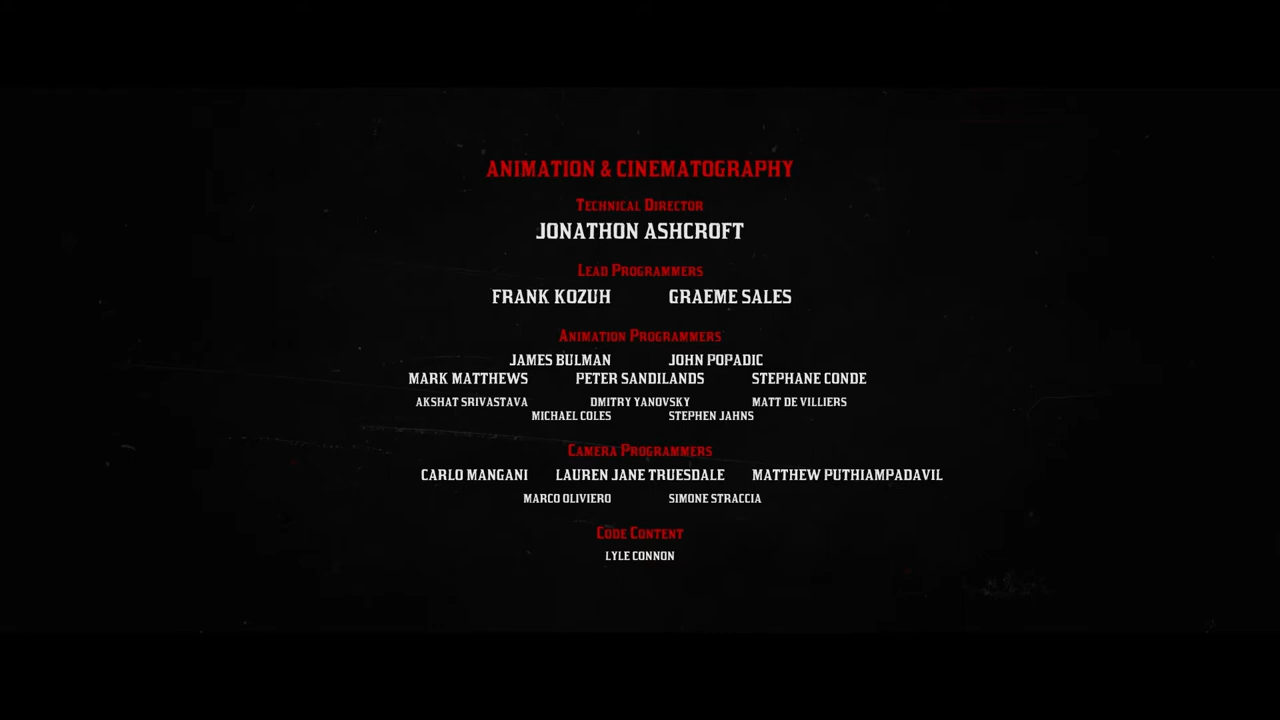 ANIMATION & CINEMATOGRAPHY
TECHNICAL DIRECTOR
JONATHON ASHCROFT
LEAD PROGRAMMERS
FRANK KOZUH GRAEME SALES
ANIMATION PROGRAMMERS
JAMES BULMAN JOHN POPADIC
MARK MATTHEWS PETER SANDILANDS STEPHANE CONDE
AKSHAT SRIVASTAVA DMITRY YANOVSKY MATT DE VILLIERS
MICHAEL COLES STEPHEN JAHNS
CAMERA PROGRAMMERS
CARLO MANGANI LAUREN JANE TRUESDALE MATTHEW PUTHIAMPADAVIL
MARCO OLIVIERO SIMONE STRACCIA
CODE CONTENT
LYLE CONNON